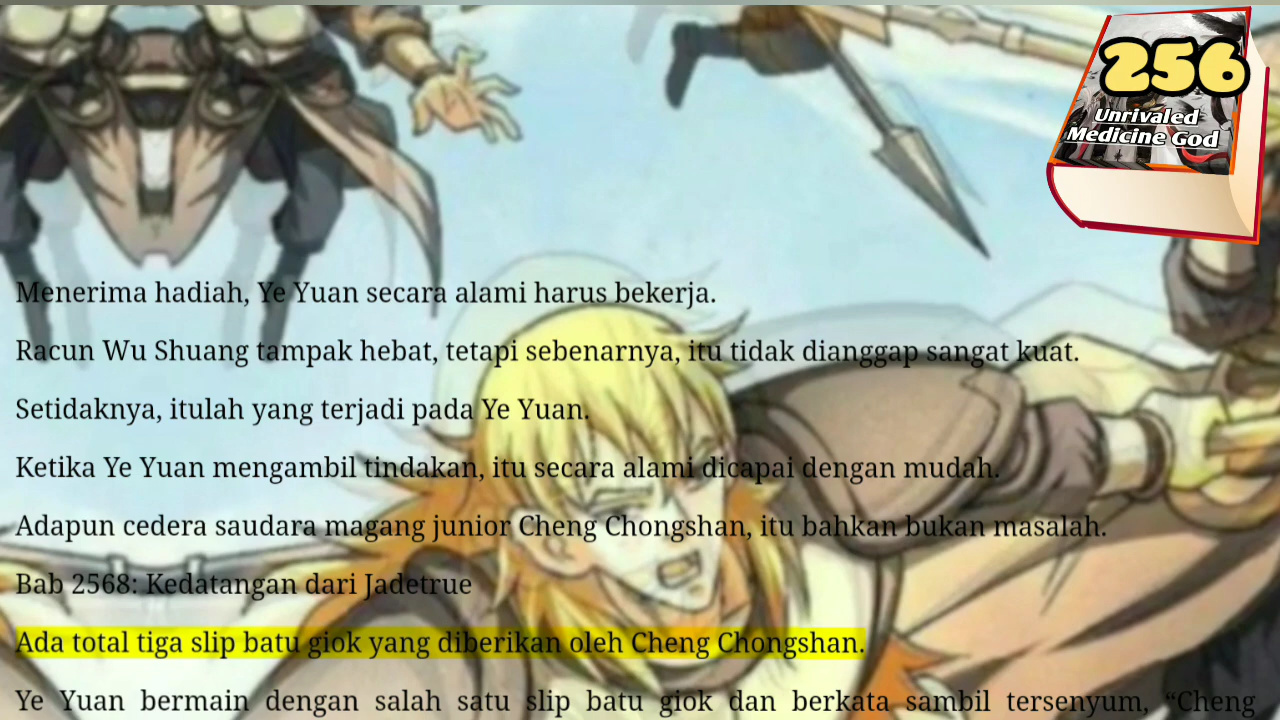 256
Unrivaled
Medicine God
Menerima hadiah, Ye Yuan secara alami harus bekerja.
Racun Wu Shuang tampak hebat, tetapi sebenarnya, itu tidak dianggap sangat kuat.
Setidaknya, itulah yang terjadi pada Ye Yuan.
Ketika Ye Yuan mengambil tindakan, itu secara alami dicapai dengan mudah.
Adapun cedera saudara magang junior Cheng Chongshan, itu bahkan bukan masalah.
Bab 2568: Kedatangan dari Jadetrue
Ada total tiga slip batu giok yang diberikan oleh Cheng Chongshan.
Ye Yuan bermain dengan salah satu slip batu giok dan berkata sambil tersenyum, “Cheng